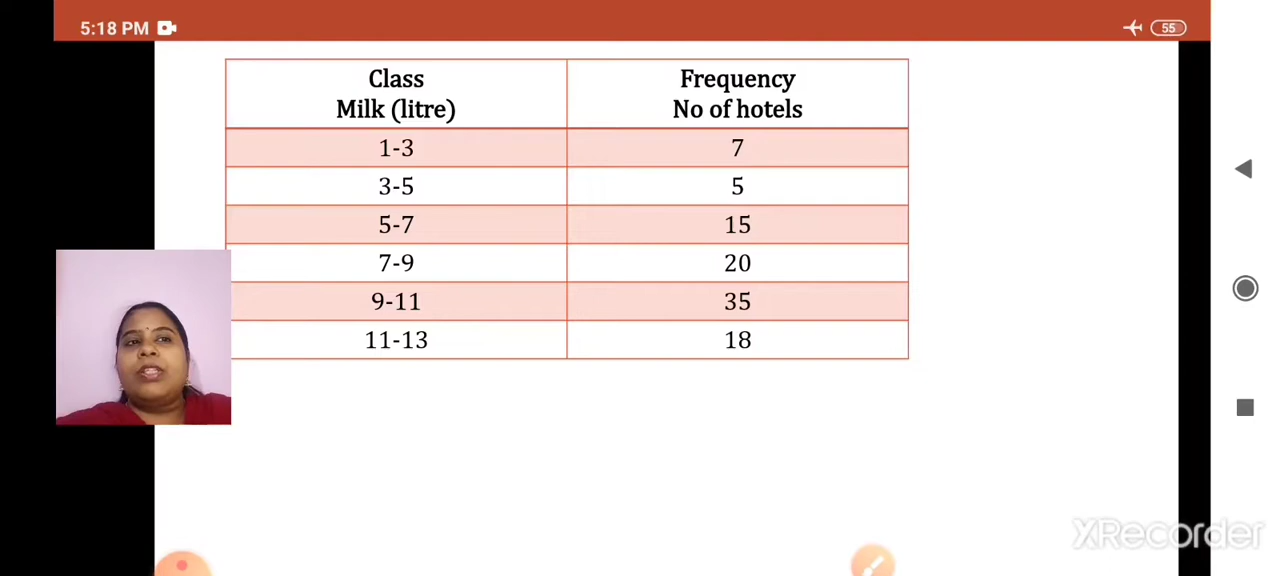 5:18 PM
55
Class Frequency
Milk (litre) No of hotels
1-3 7
3-5 5
5-7 15
7-9 20
9-11 35
11-13 18
XRecorder